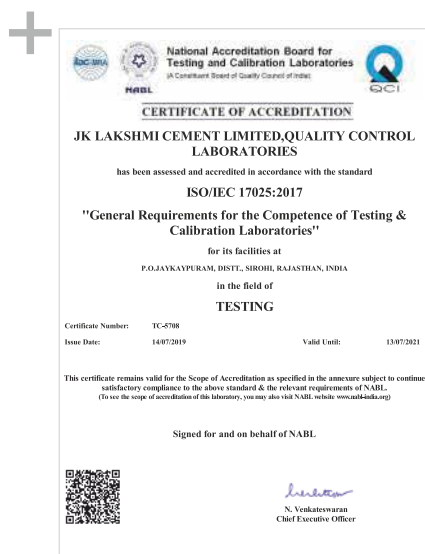 National Accreditation Board for
Testing and Calibration Laboratories
(A Constituent Board of Quality Council of India)
NABL
QCI
CERTIFICATE OF ACCREDITATION
JK LAKSHMI CEMENT LIMITED,QUALITY CONTROL
LABORATORIES
has been assessed and accredited in accordance with the standard
ISO/IEC 17025:2017
"General Requirements for the Competence of Testing &
Calibration Laboratories"
for its facilities at
P.O.JAYKAYPURAM, DISTT., SIROHI, RAJASTHAN, INDIA
in the field of
TESTING
Certificate Number: TC-5708
Issue Date: 14/07/2019 Valid Until: 13/07/2021
This certificate remains valid for the Scope of Accreditation as specified in the annexure subject to continue
satisfactory compliance to the above standard & the relevant requirements of NABL.
(To see the scope of accreditation of this laboratory, you may also visit NABL website www.nabl-india.org)
Signed for and on behalf of NABL
N. Venkateswaran
Chief Executive Officer